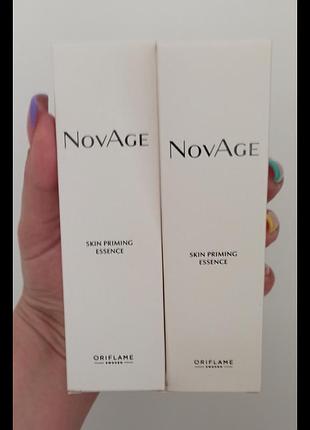 NOVAGE
SKIN PRIMING
ESSENCE
ORIFLAME
SWEDEN
NOVAGE
SKIN PRIMING
ESSENCE
ORIFLAME
SWEDEN